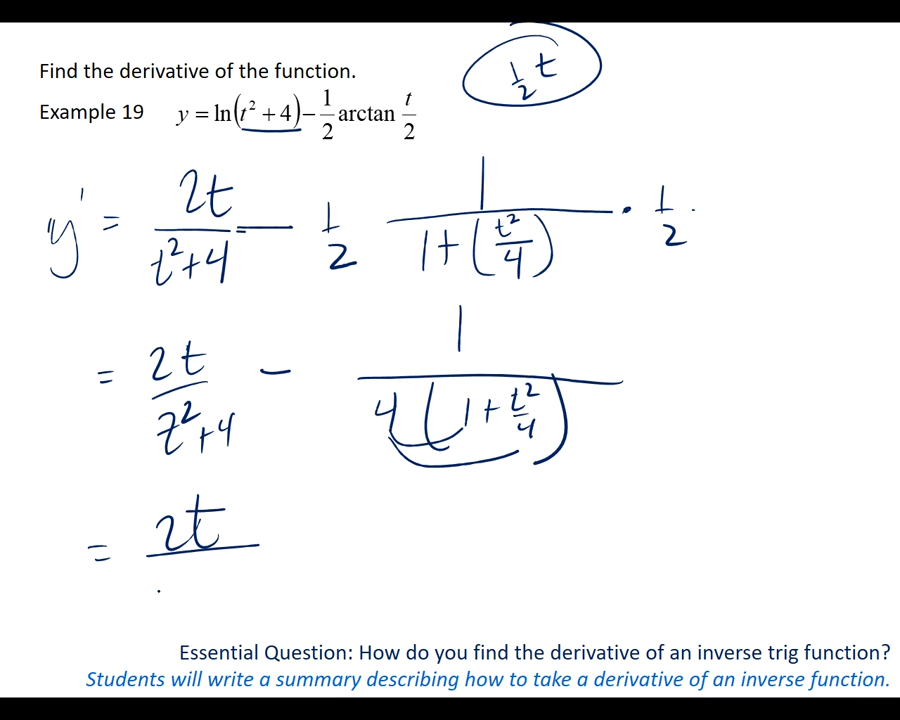 Find the derivative of the function.
½ t
Example 19 y = ln(t² + 4) − 1/2 arctan t/2
y' = 2t/(t²+4) − 1/2 1/(1+(t²/4)) · 1/2
= 2t/(t²+4) − 1/(4(1+t²/4))
= 2t
Essential Question: How do you find the derivative of an inverse trig function?
Students will write a summary describing how to take a derivative of an inverse function.